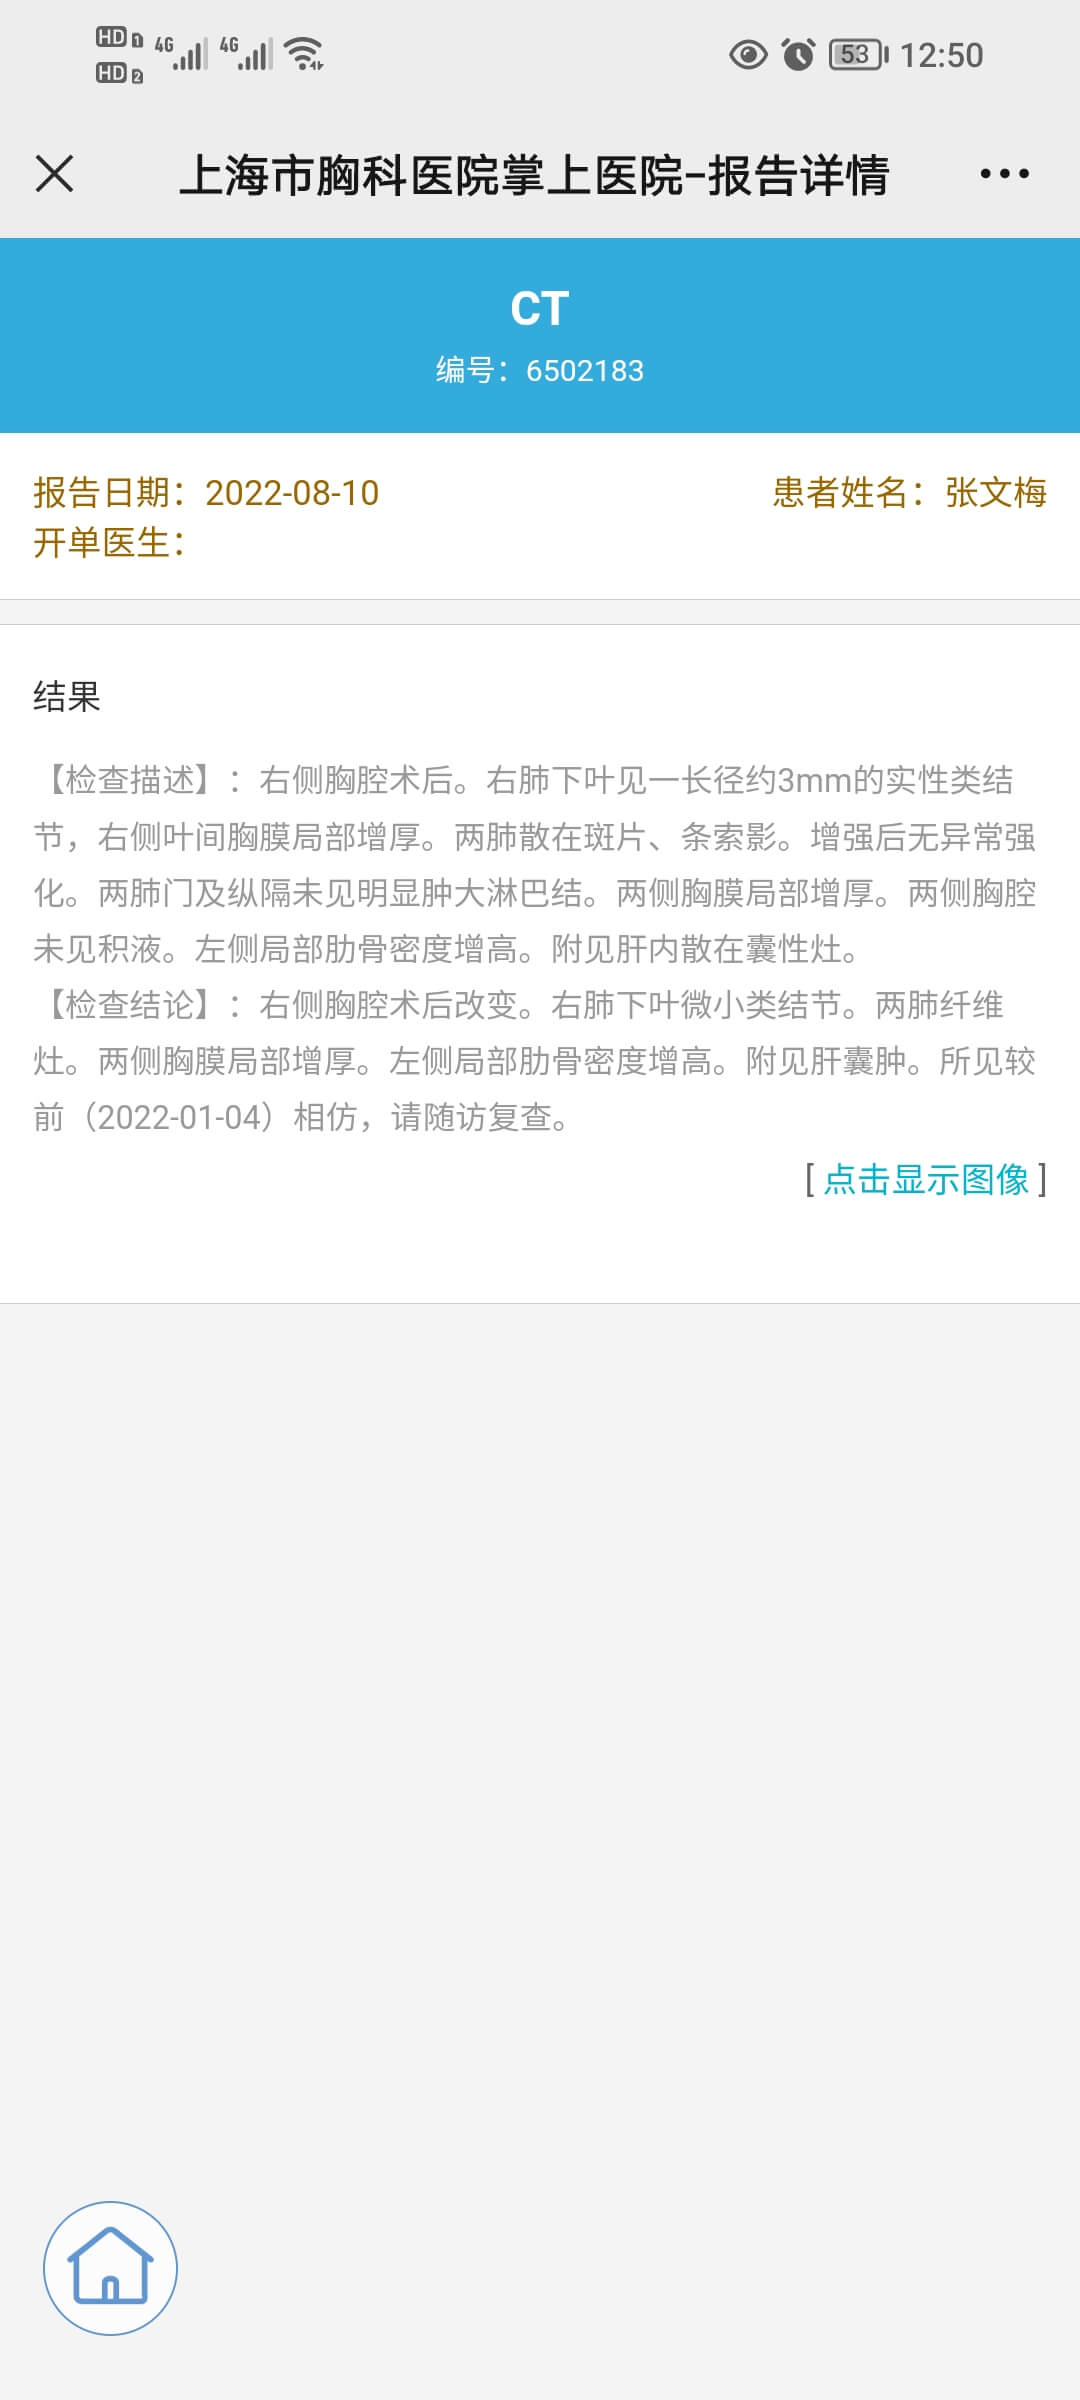 HD 1 4G 4G
HD 2
53 12:50
上海市胸科医院掌上医院-报告详情
CT
编号：6502183
报告日期：2022-08-10
患者姓名：张文梅
开单医生：
结果
【检查描述】：右侧胸腔术后。右肺下叶见一长径约3mm的实性类结
节，右侧叶间胸膜局部增厚。两肺散在斑片、条索影。增强后无异常强
化。两肺门及纵隔未见明显肿大淋巴结。两侧胸膜局部增厚。两侧胸腔
未见积液。左侧局部肋骨密度增高。附见肝内散在囊性灶。
【检查结论】：右侧胸腔术后改变。右肺下叶微小类结节。两肺纤维
灶。两侧胸膜局部增厚。左侧局部肋骨密度增高。附见肝囊肿。所见较
前（2022-01-04）相仿，请随访复查。
[ 点击显示图像 ]